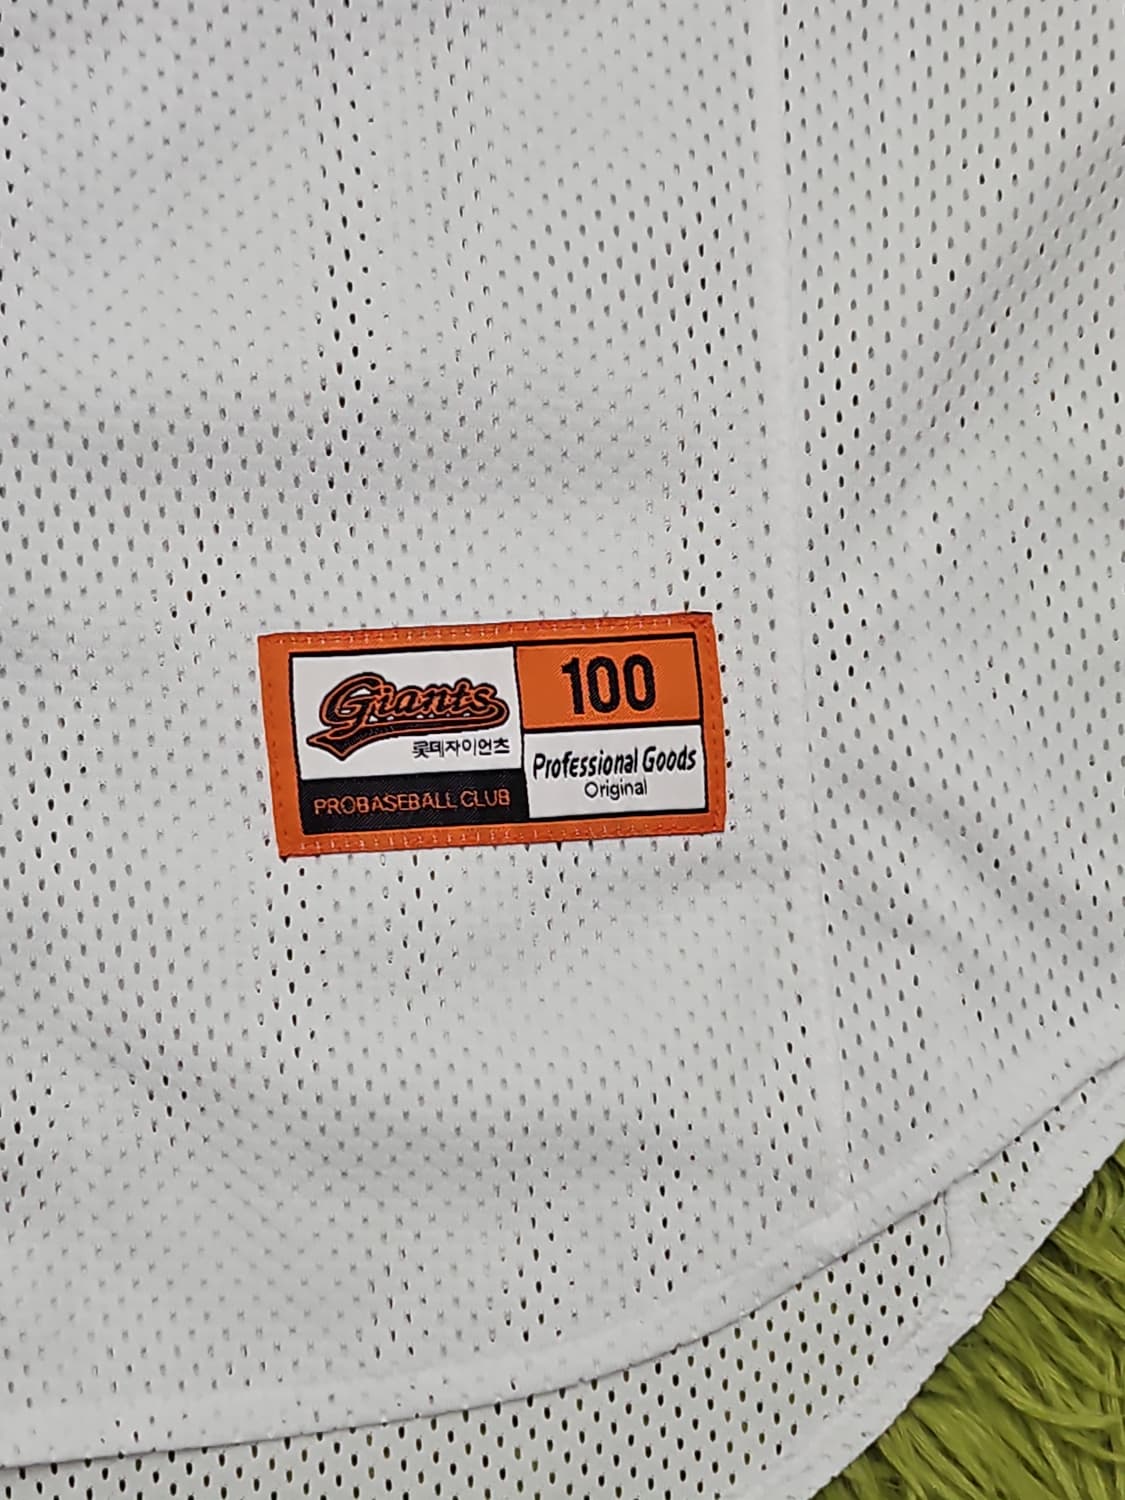 Giants
롯데자이언츠
PROBASEBALL CLUB
100
Professional Goods
Original